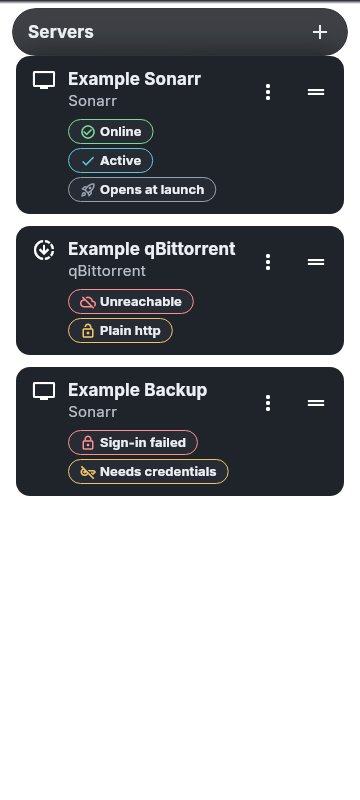 Servers
Example Sonarr
Sonarr
Online
Active
Opens at launch
Example qBittorrent
qBittorrent
Unreachable
Plain http
Example Backup
Sonarr
Sign-in failed
Needs credentials